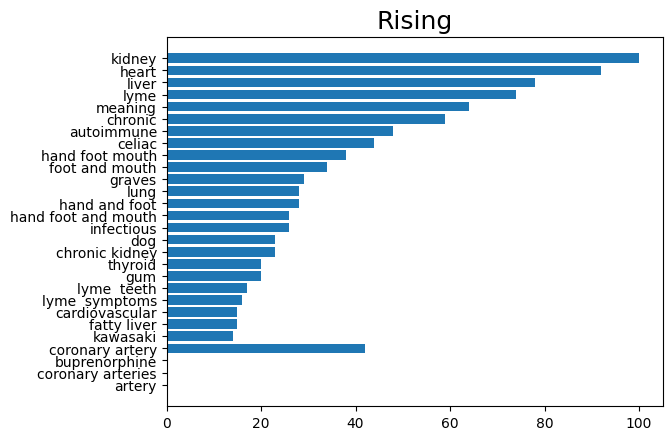 Rising
kidney
heart
liver
lyme
meaning
chronic
autoimmune
celiac
hand foot mouth
foot and mouth
graves
lung
hand and foot
hand foot and mouth
infectious
dog
chronic kidney
thyroid
gum
lyme  teeth
lyme  symptoms
cardiovascular
fatty liver
kawasaki
coronary artery
buprenorphine
coronary arteries
artery
0 20 40 60 80 100